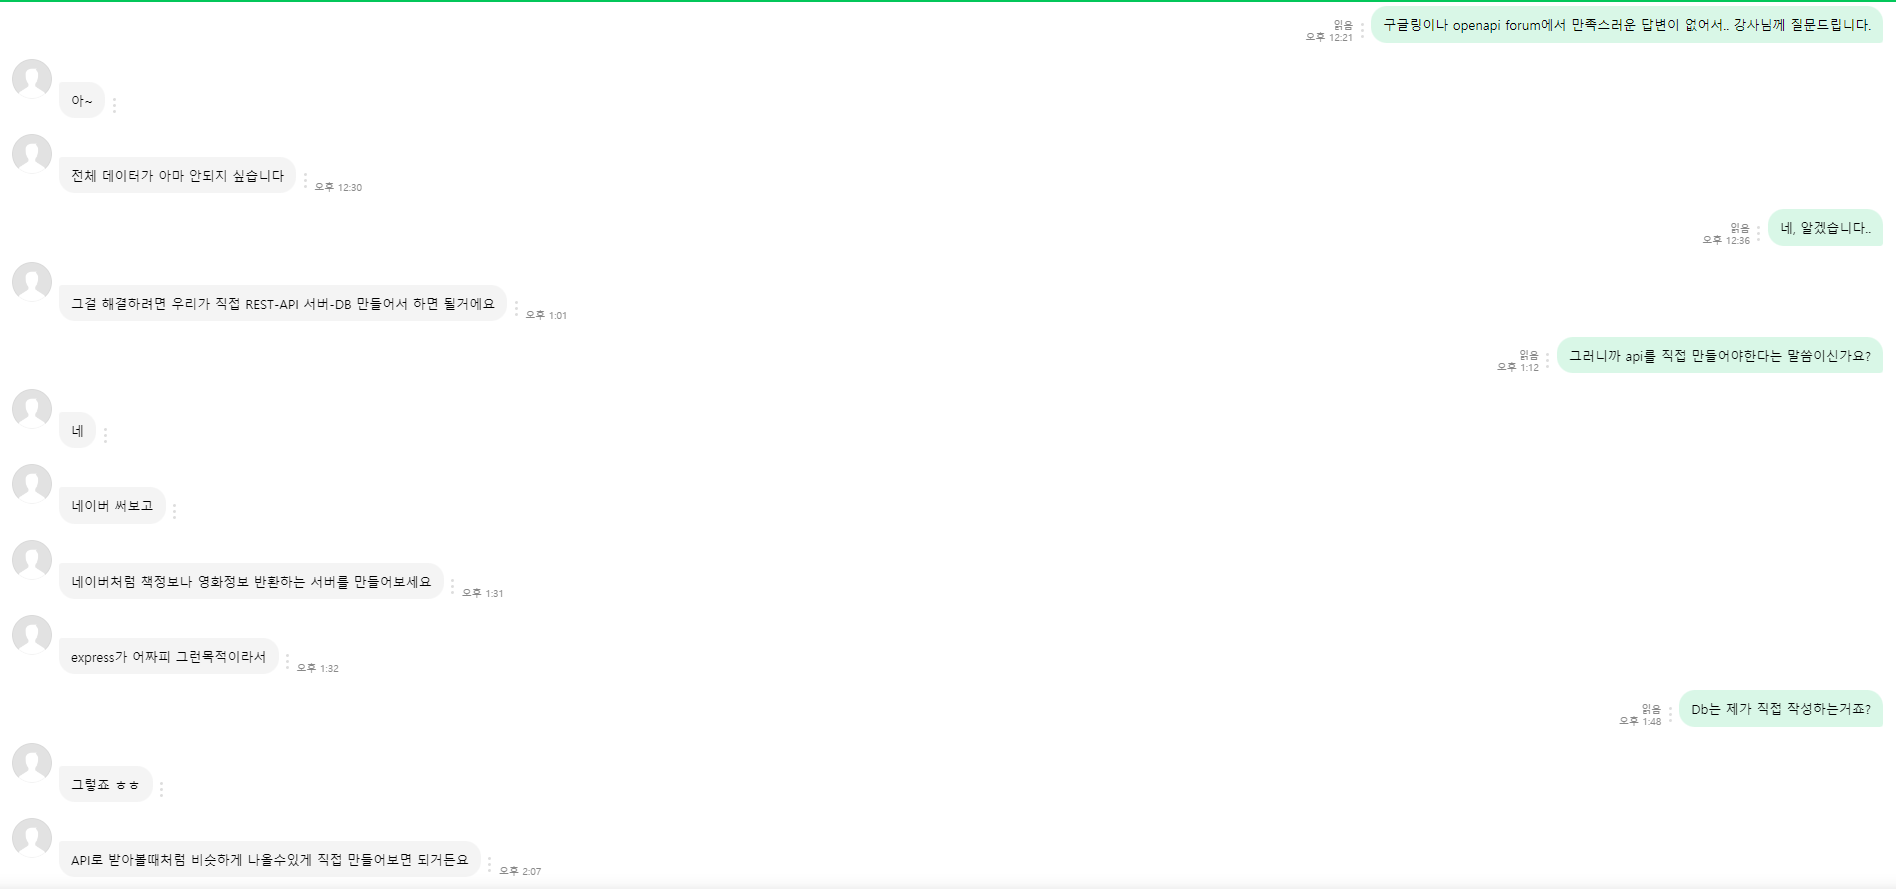 구글링이나 openapi forum에서 만족스러운 답변이 없어서.. 강사님께 질문드립니다.
읽음
오후 12:21
아~
전체 데이터가 아마 안되지 싶습니다
오후 12:30
네, 알겠습니다..
읽음
오후 12:36
그걸 해결하려면 우리가 직접 REST-API 서버-DB 만들어서 하면 될거에요
오후 1:01
그러니까 api를 직접 만들어야한다는 말씀이신가요?
읽음
오후 1:12
네
네이버 써보고
네이버처럼 책정보나 영화정보 반환하는 서버를 만들어보세요
오후 1:31
express가 어짜피 그런목적이라서
오후 1:32
Db는 제가 직접 작성하는거죠?
읽음
오후 1:48
그렇죠 ㅎㅎ
API로 받아볼때처럼 비슷하게 나올수있게 직접 만들어보면 되거든요
오후 2:07